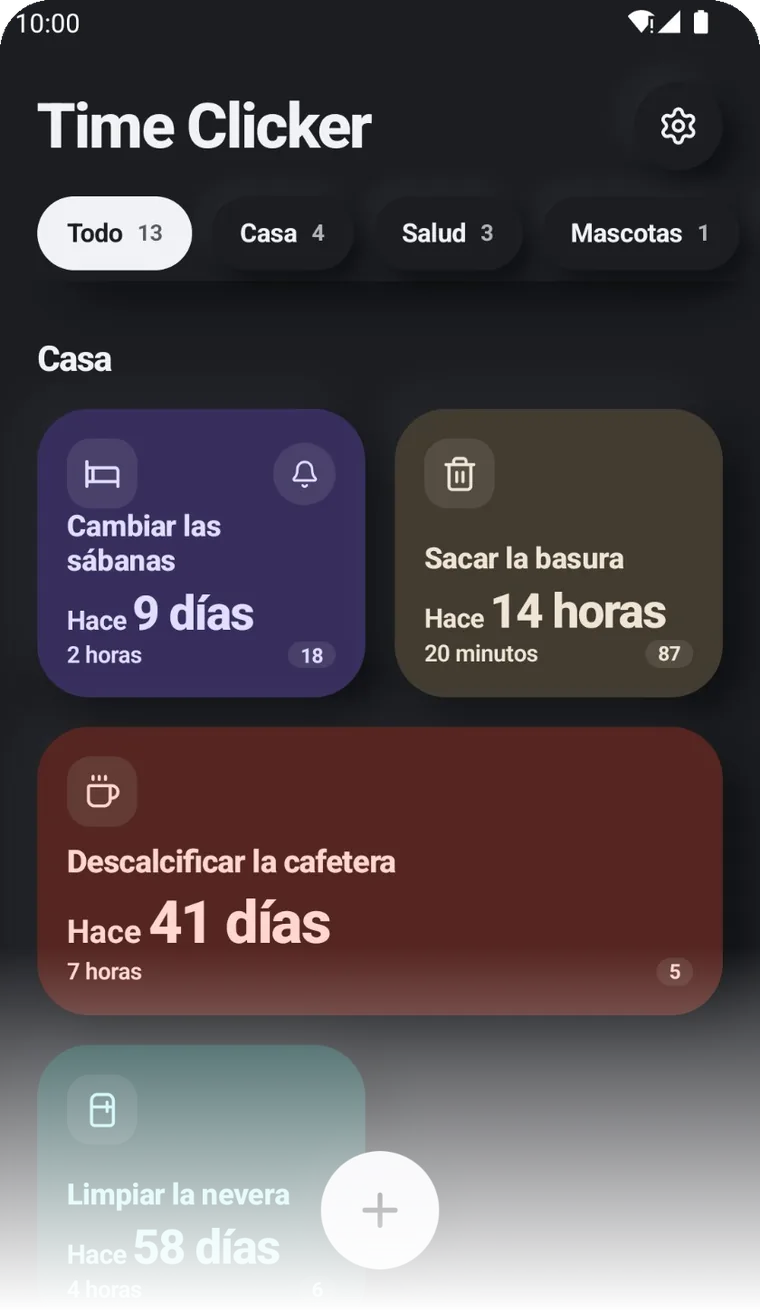 10:00
Time Clicker
Todo 13 Casa 4 Salud 3 Mascotas 1
Casa
Cambiar las
sábanas
Hace 9 días
2 horas 18
Sacar la basura
Hace 14 horas
20 minutos 87
Descalcificar la cafetera
Hace 41 días
7 horas 5
Limpiar la nevera
Hace 58 días
4 horas 6